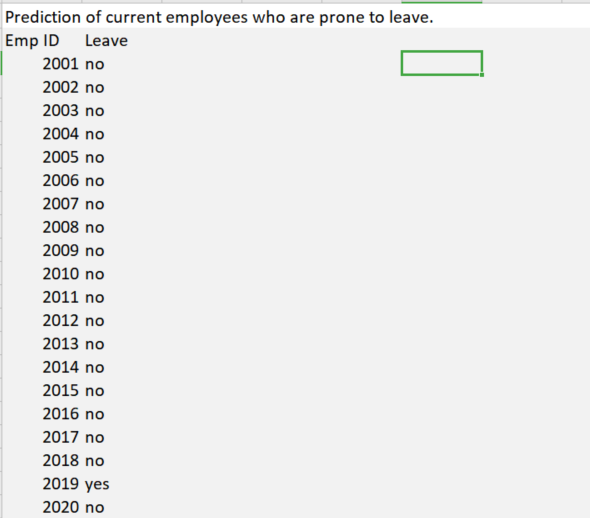 Prediction of current employees who are prone to leave.
Emp ID Leave
2001 no
2002 no
2003 no
2004 no
2005 no
2006 no
2007 no
2008 no
2009 no
2010 no
2011 no
2012 no
2013 no
2014 no
2015 no
2016 no
2017 no
2018 no
2019 yes
2020 no